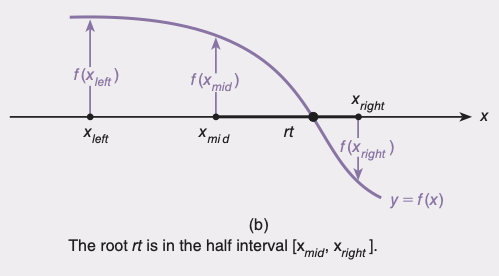 f(x_left)
f(x_mid)
x_right
x
x_left
x_mid
rt
f(x_right)
y = f(x)
(b)
The root rt is in the half interval [x_mid, x_right].